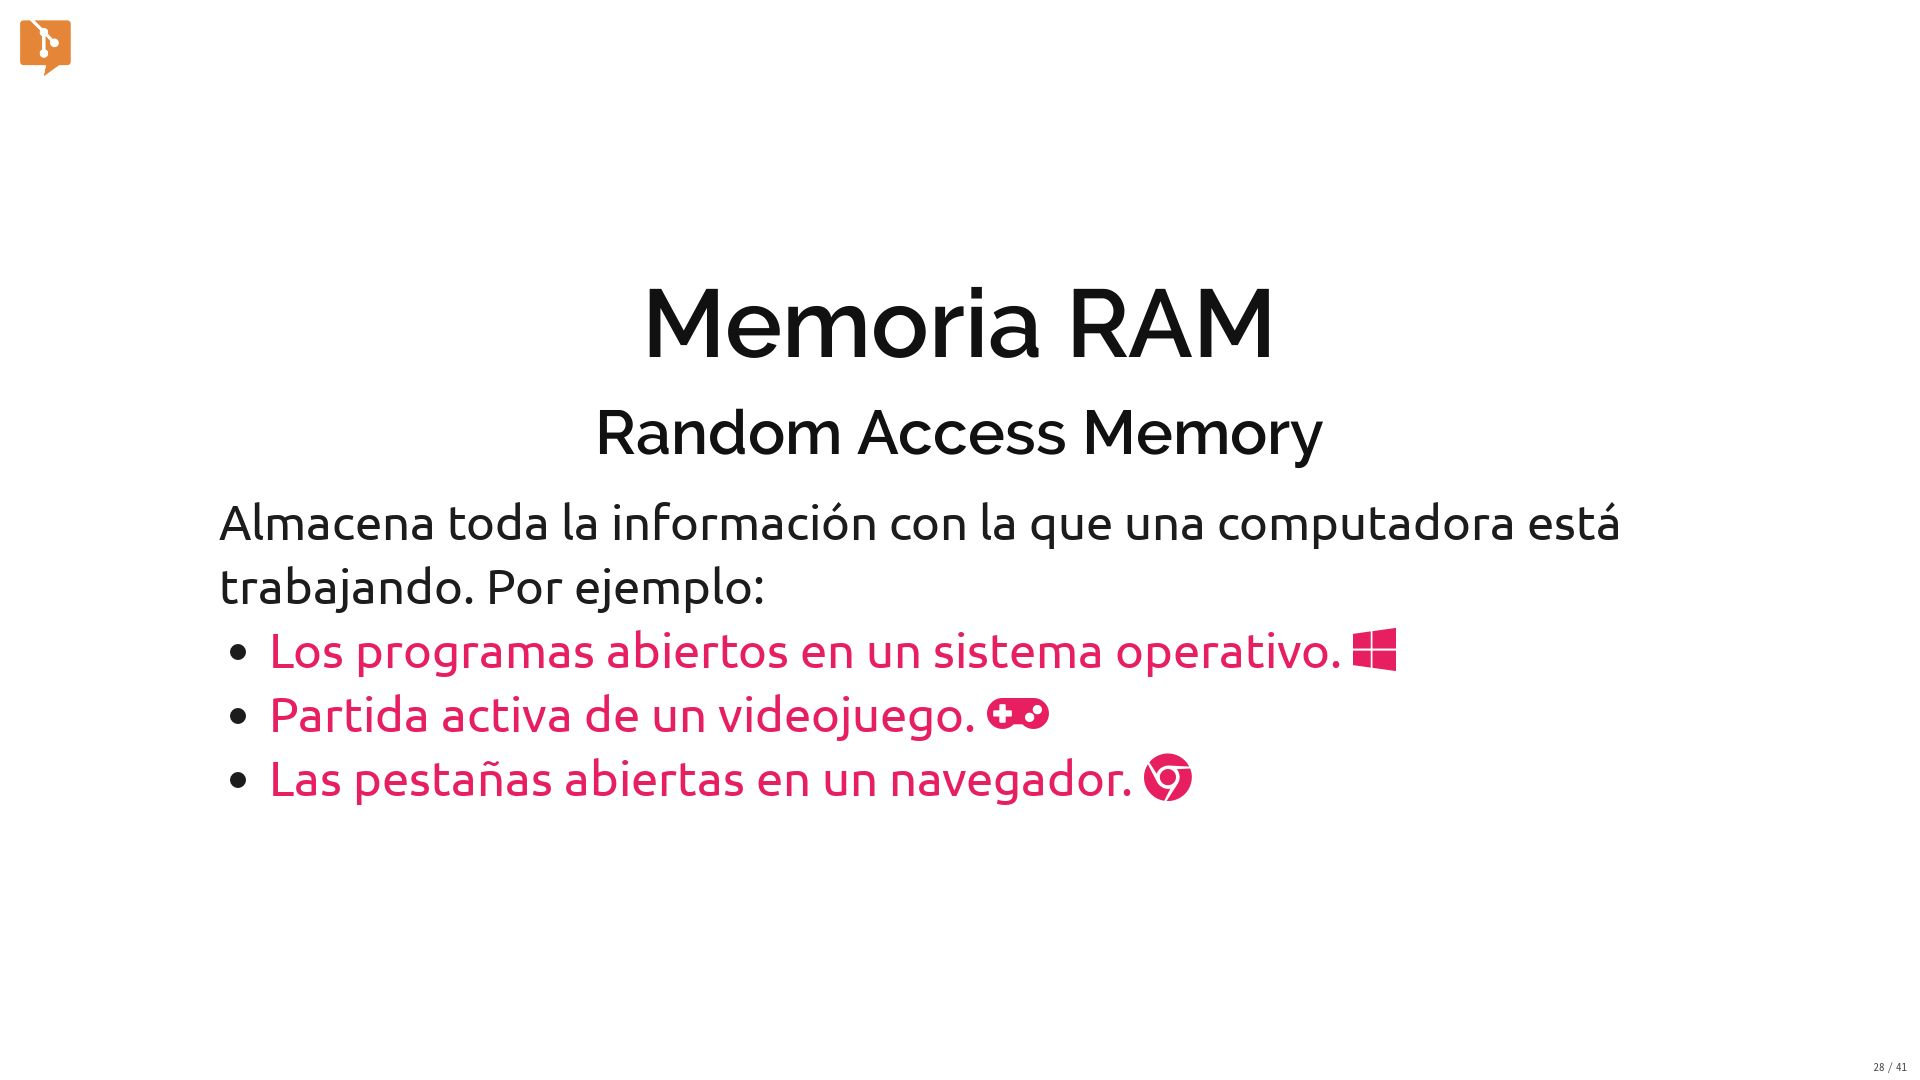 Memoria RAM
Random Access Memory
Almacena toda la información con la que una computadora está
trabajando. Por ejemplo:
• Los programas abiertos en un sistema operativo.
• Partida activa de un videojuego.
• Las pestañas abiertas en un navegador.
28 / 41